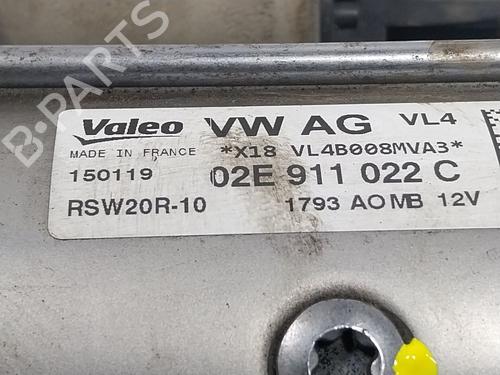 Valeo VW AG VL4
MADE IN FRANCE *X18 VL4B008MVA3*
150119 02E 911 022 C
RSW20R-10 1793 AOMB 12V
B-PARTS